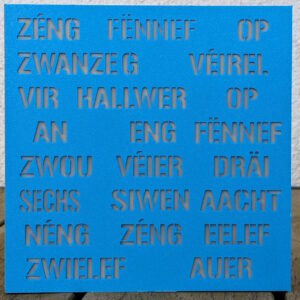 ZÉNG FËNNEF OP
ZWANZEG VÉIREL
VIR HALLWER OP
AN ENG FËNNEF
ZWOU VÉIER DRÄI
SECHS SIWEN AACHT
NÉNG ZÉNG EELEF
ZWIELEF AUER